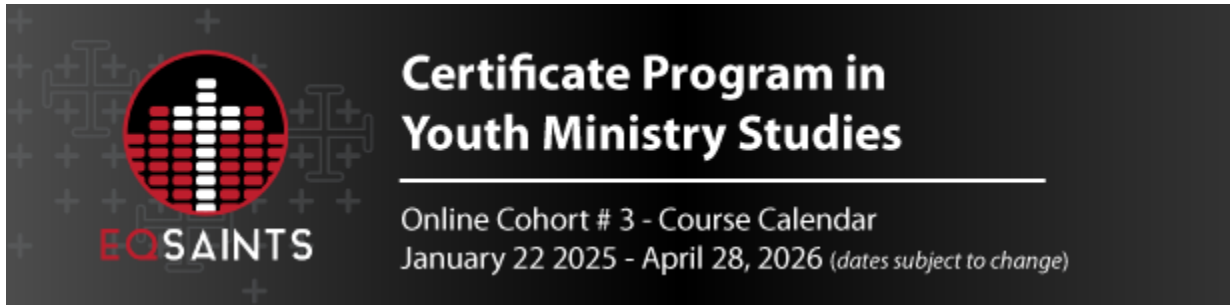 Certificate Program in
Youth Ministry Studies
Online Cohort # 3 - Course Calendar
January 22 2025 - April 28, 2026 (dates subject to change)
EQSAINTS